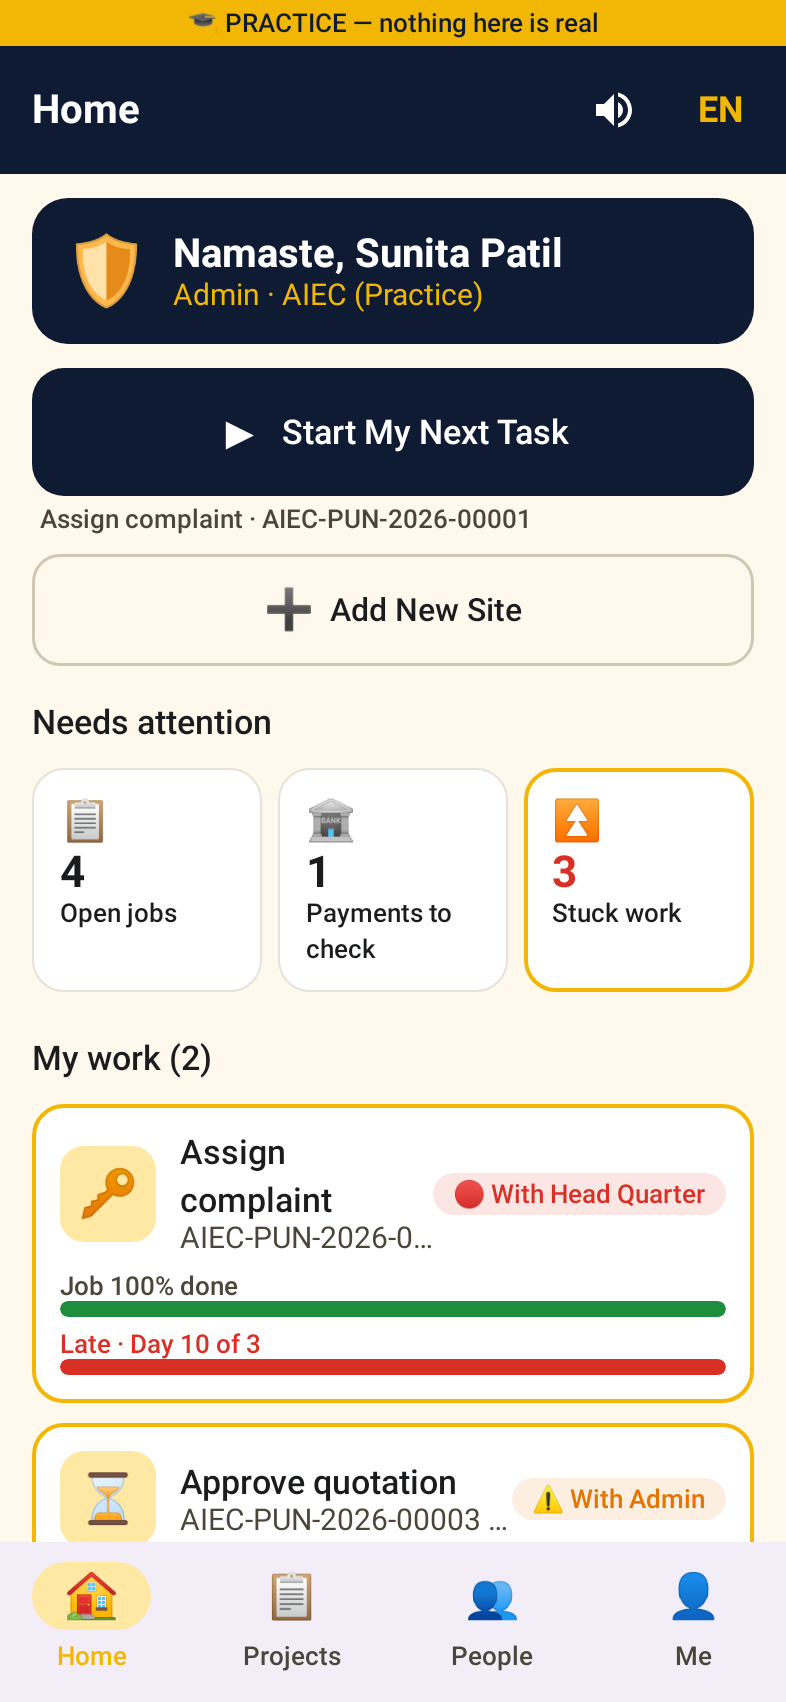 PRACTICE — nothing here is real
Home
EN
Namaste, Sunita Patil
Admin · AIEC (Practice)
Start My Next Task
Assign complaint · AIEC-PUN-2026-00001
Add New Site
Needs attention
4
Open jobs
BANK
1
Payments to
check
3
Stuck work
My work (2)
Assign
complaint
With Head Quarter
AIEC-PUN-2026-0...
Job 100% done
Late · Day 10 of 3
Approve quotation
With Admin
AIEC-PUN-2026-00003 ...
Home
Projects
People
Me